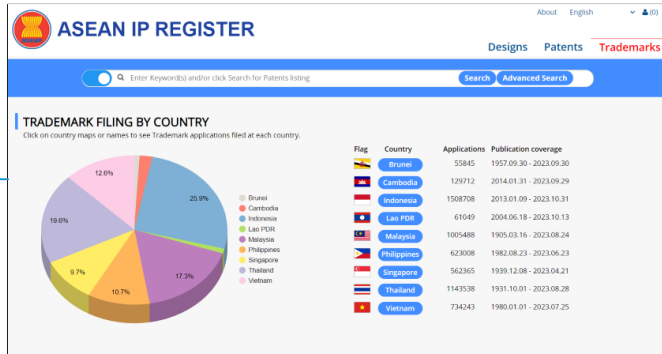 About English (0)
ASEAN IP REGISTER
Designs Patents Trademarks
Enter Keyword(s) and/or click Search for Patents listing Search Advanced Search
TRADEMARK FILING BY COUNTRY
Click on country maps or names to see Trademark applications filed at each country.
12.6%
25.9%
19.6%
9.7%
10.7%
17.3%
Brunei
Cambodia
Indonesia
Lao PDR
Malaysia
Philippines
Singapore
Thailand
Vietnam
Flag Country Applications Publication coverage
Brunei 55845 1957.09.30 - 2023.09.30
Cambodia 129712 2014.01.31 - 2023.09.29
Indonesia 1508708 2013.01.09 - 2023.10.31
Lao PDR 61049 2004.06.18 - 2023.10.13
Malaysia 1005488 1905.03.16 - 2023.08.24
Philippines 623008 1982.08.23 - 2023.06.23
Singapore 562365 1939.12.08 - 2023.04.21
Thailand 1143538 1931.10.01 - 2023.08.28
Vietnam 734243 1980.01.01 - 2023.07.25